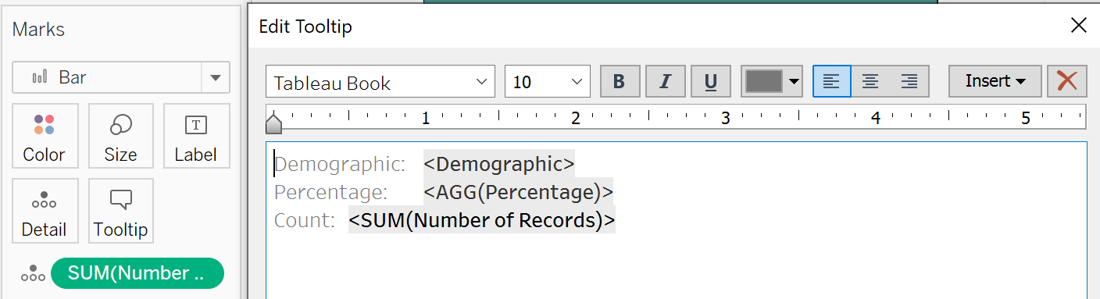 Marks
Bar
Color
Size
T
Label
Detail
Tooltip
SUM(Number ..
Edit Tooltip
Tableau Book
10
B
I
U
Insert
1 2 3 4 5
Demographic: <Demographic>
Percentage: <AGG(Percentage)>
Count: <SUM(Number of Records)>